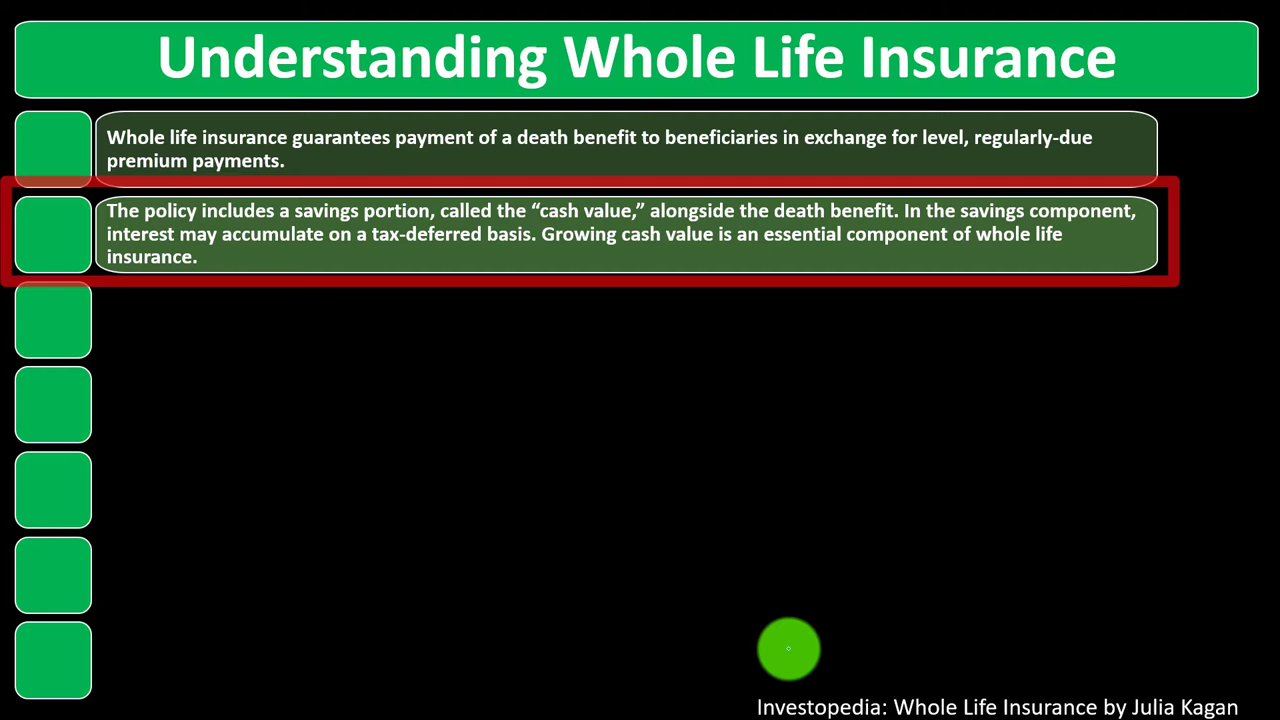 Understanding Whole Life Insurance
Whole life insurance guarantees payment of a death benefit to beneficiaries in exchange for level, regularly-due
premium payments.
The policy includes a savings portion, called the “cash value,” alongside the death benefit. In the savings component,
interest may accumulate on a tax-deferred basis. Growing cash value is an essential component of whole life
insurance.
Investopedia: Whole Life Insurance by Julia Kagan